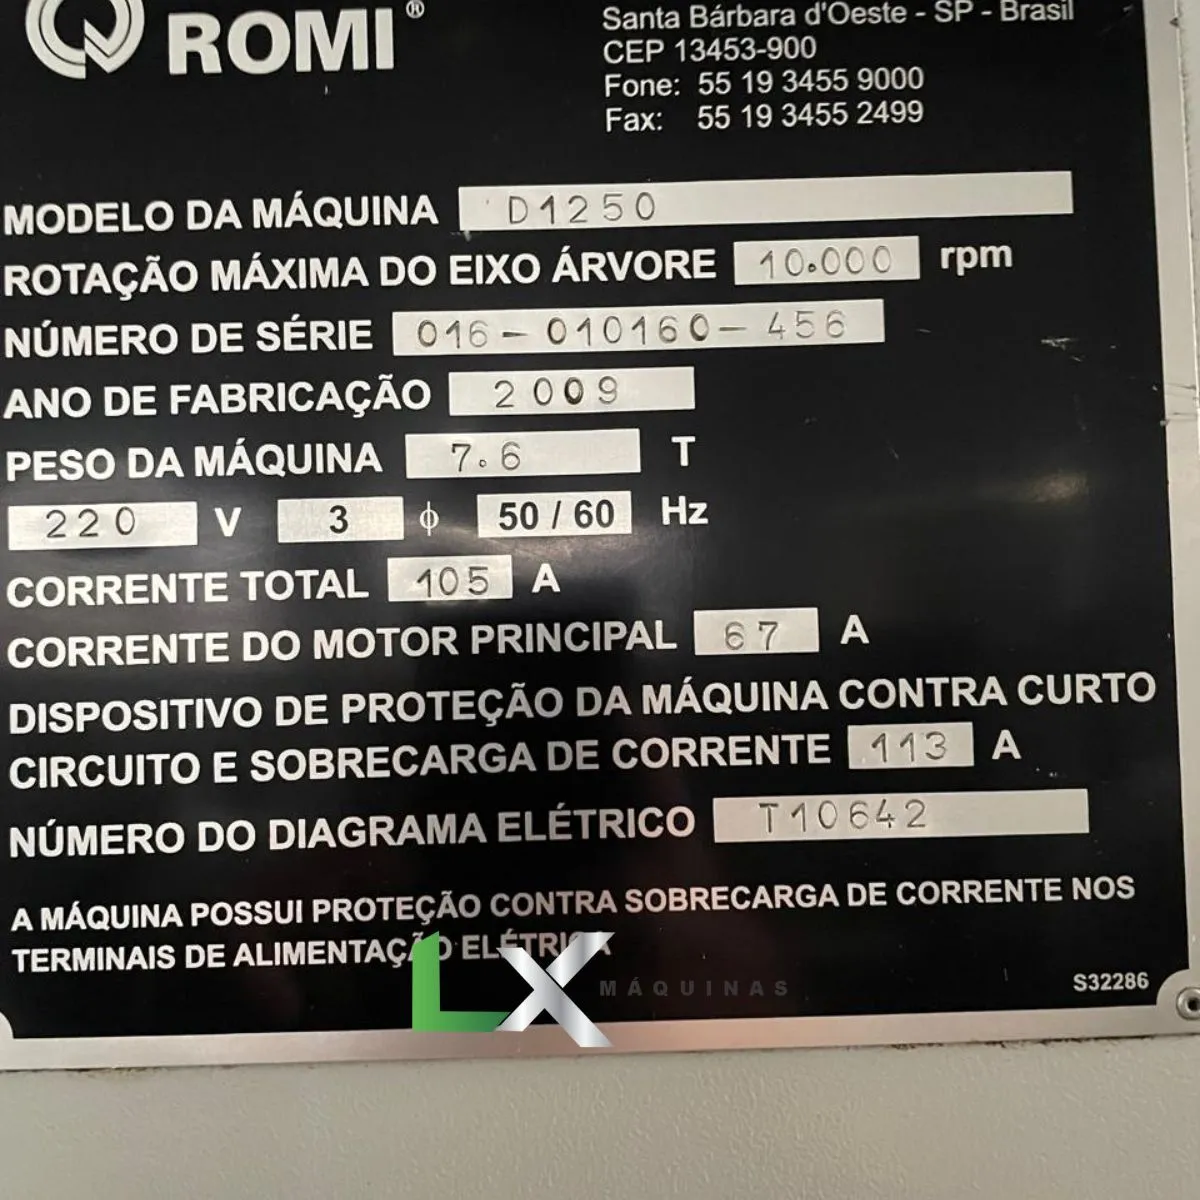 ROMI®
Santa Bárbara d'Oeste - SP - Brasil
CEP 13453-900
Fone: 55 19 3455 9000
Fax: 55 19 3455 2499
MODELO DA MÁQUINA D1250
ROTAÇÃO MÁXIMA DO EIXO ÁRVORE 10.000 rpm
NÚMERO DE SÉRIE 016-010160-456
ANO DE FABRICAÇÃO 2009
PESO DA MÁQUINA 7.6 T
220 V 3 ϕ 50 / 60 Hz
CORRENTE TOTAL 105 A
CORRENTE DO MOTOR PRINCIPAL 67 A
DISPOSITIVO DE PROTEÇÃO DA MÁQUINA CONTRA CURTO
CIRCUITO E SOBRECARGA DE CORRENTE 113 A
NÚMERO DO DIAGRAMA ELÉTRICO T10642
A MÁQUINA POSSUI PROTEÇÃO CONTRA SOBRECARGA DE CORRENTE NOS
TERMINAIS DE ALIMENTAÇÃO ELÉTRICA
LX MÁQUINAS
S32286